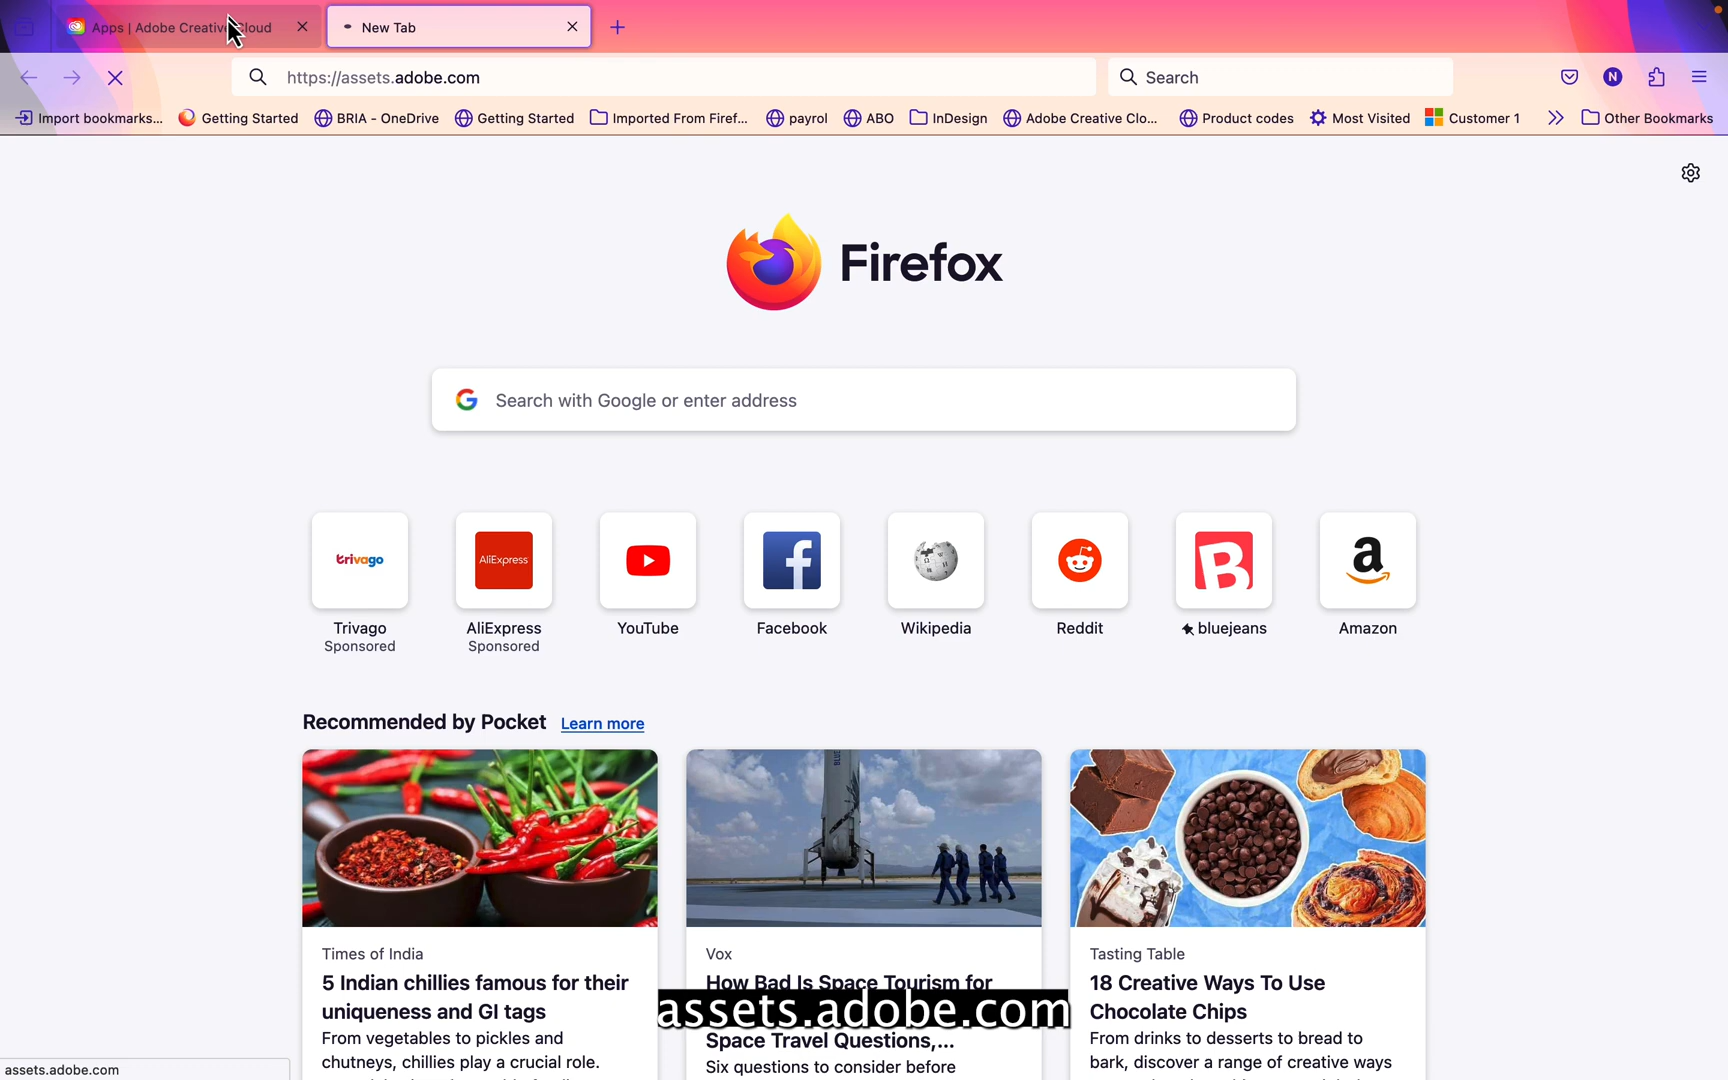 Apps | Adobe Creative Cloud
New Tab
https://assets.adobe.com
Search
Import bookmarks...
Getting Started
BRIA - OneDrive
Getting Started
Imported From Firef...
payrol
ABO
InDesign
Adobe Creative Clo...
Product codes
Most Visited
Customer 1
Other Bookmarks
N
Firefox
Search with Google or enter address
trivago
AliExpress
B
a
Trivago
Sponsored
AliExpress
Sponsored
YouTube
Facebook
Wikipedia
Reddit
bluejeans
Amazon
Recommended by Pocket Learn more
Times of India
5 Indian chillies famous for their
uniqueness and GI tags
From vegetables to pickles and
chutneys, chillies play a crucial role.
Vox
How Bad Is Space Tourism for
Space Travel Questions,...
Six questions to consider before
Tasting Table
18 Creative Ways To Use
Chocolate Chips
From drinks to desserts to bread to
bark, discover a range of creative ways
assets.adobe.com
assets.adobe.com